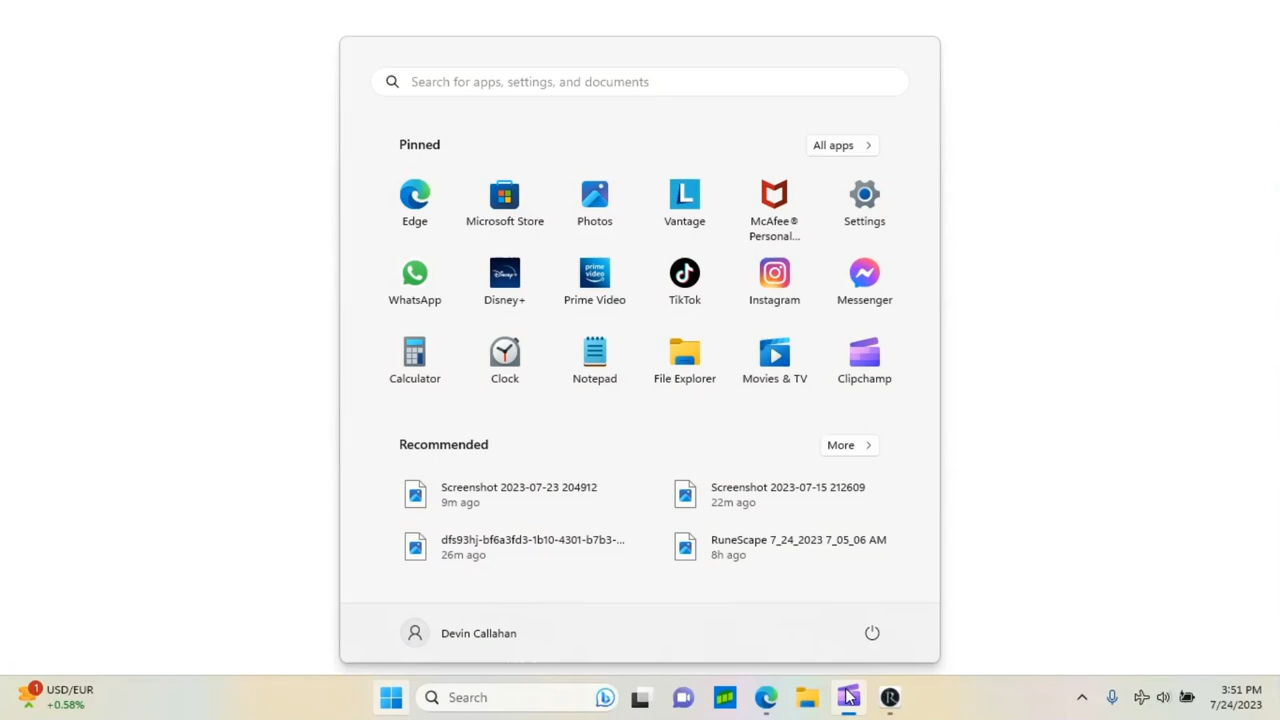 Search for apps, settings, and documents
Pinned
All apps
Edge
Microsoft Store
Photos
Vantage
McAfee®
Personal...
Settings
WhatsApp
Disney+
Prime Video
TikTok
Instagram
Messenger
Calculator
Clock
Notepad
File Explorer
Movies & TV
Clipchamp
Recommended
More
Screenshot 2023-07-23 204912
9m ago
Screenshot 2023-07-15 212609
22m ago
dfs93hj-bf6a3fd3-1b10-4301-b7b3-...
26m ago
RuneScape 7_24_2023 7_05_06 AM
8h ago
Devin Callahan
1
USD/EUR
+0.58%
Search
3:51 PM
7/24/2023